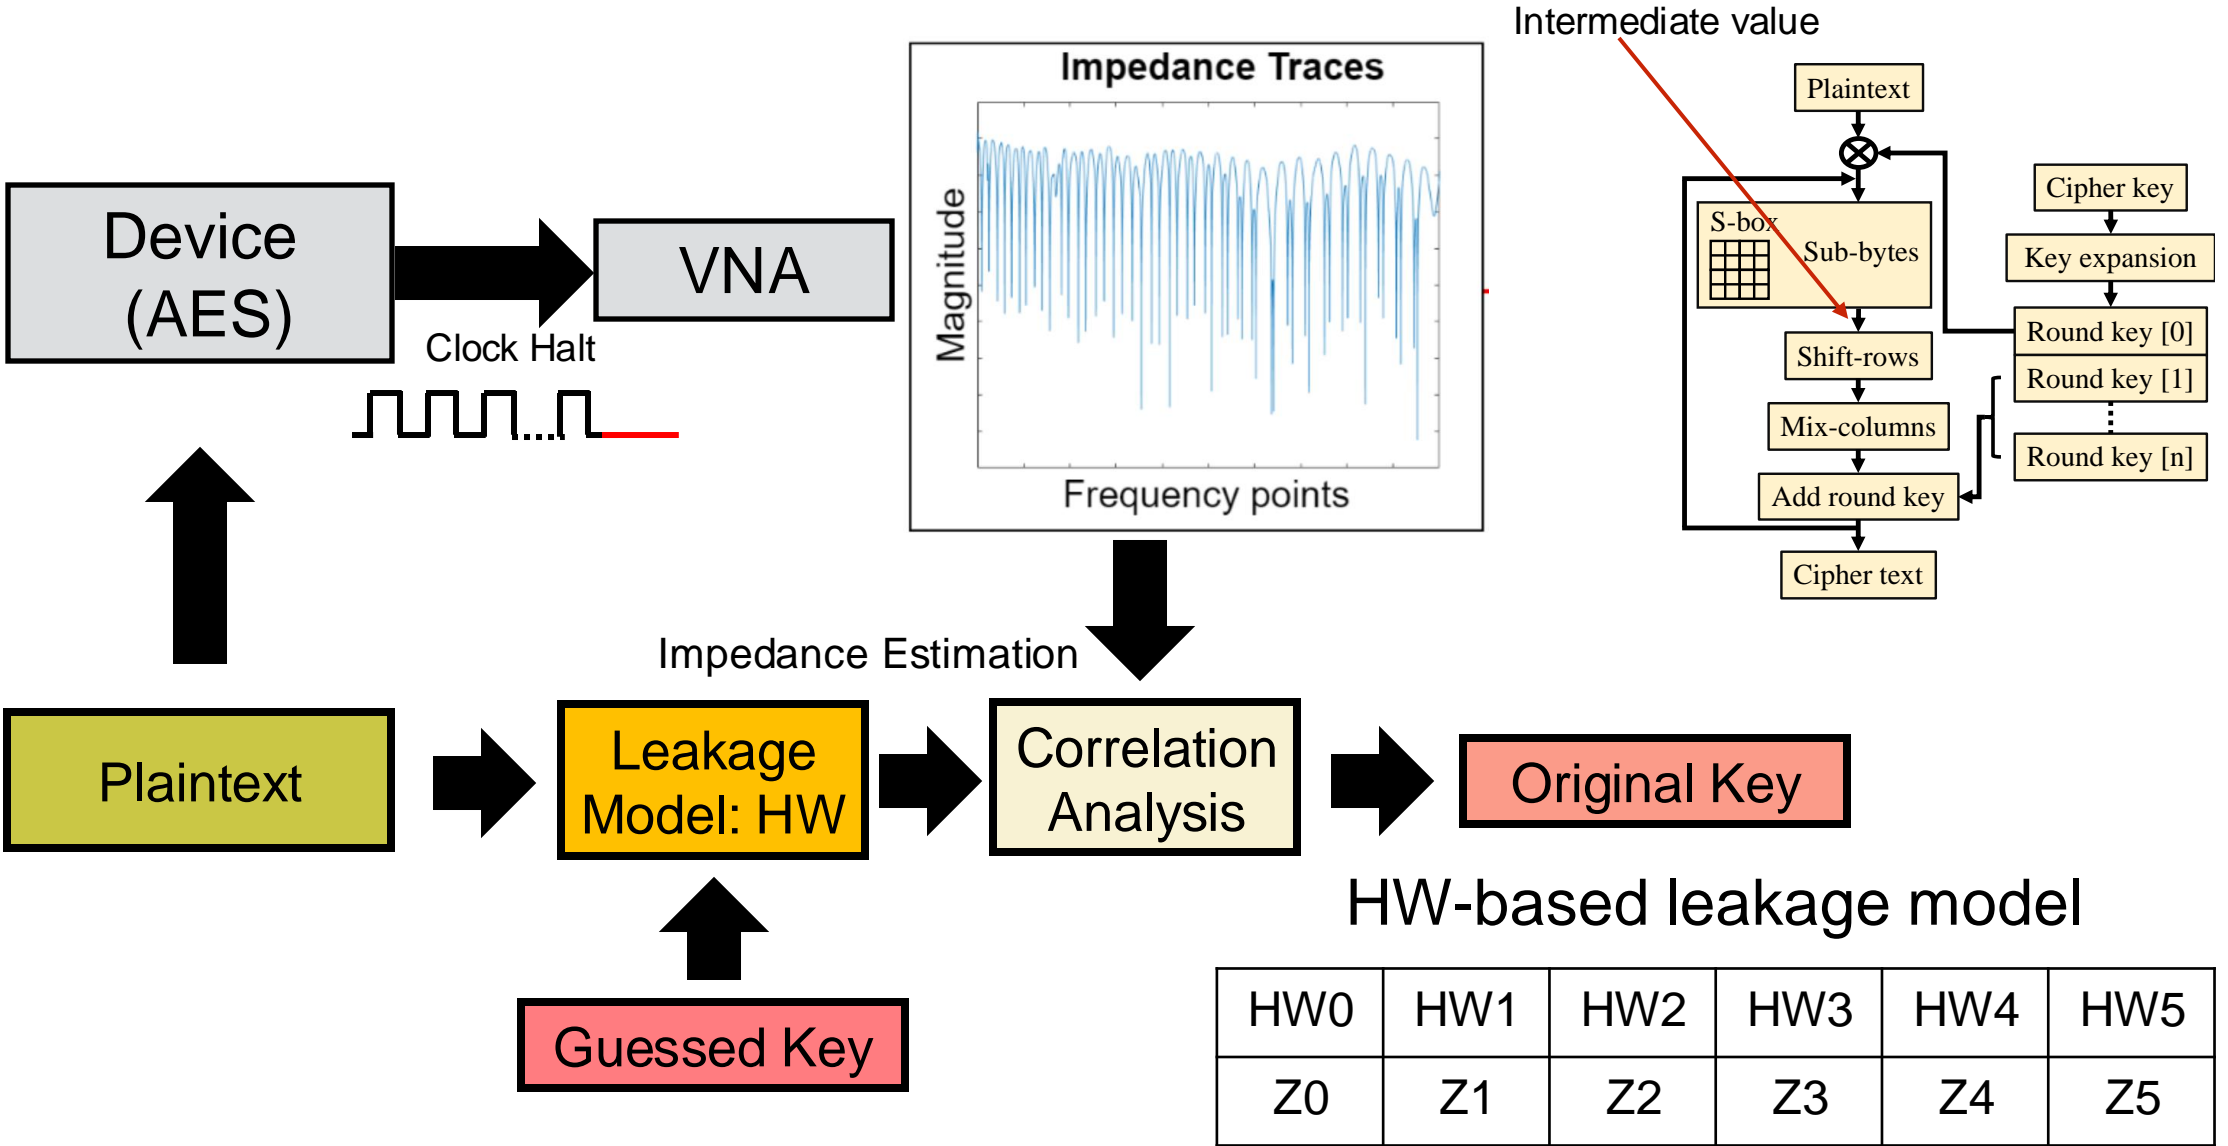 Intermediate value
Impedance Traces
Magnitude
Frequency points
Device
(AES)
VNA
Clock Halt
Plaintext
S-box
Sub-bytes
Shift-rows
Mix-columns
Add round key
Cipher text
Cipher key
Key expansion
Round key [0]
Round key [1]
Round key [n]
Impedance Estimation
Plaintext
Leakage
Model: HW
Correlation
Analysis
Original Key
Guessed Key
HW-based leakage model
HW0 HW1 HW2 HW3 HW4 HW5
Z0 Z1 Z2 Z3 Z4 Z5